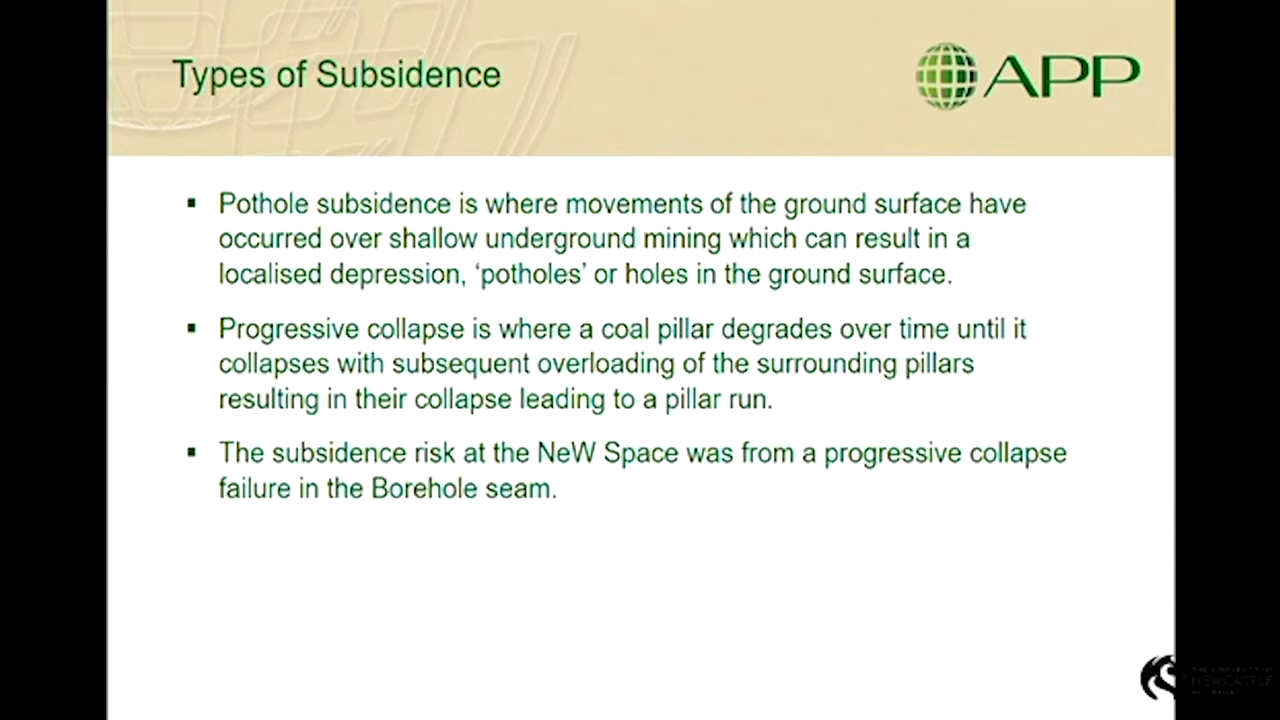 Types of Subsidence
APP
▪ Pothole subsidence is where movements of the ground surface have
occurred over shallow underground mining which can result in a
localised depression, ‘potholes’ or holes in the ground surface.
▪ Progressive collapse is where a coal pillar degrades over time until it
collapses with subsequent overloading of the surrounding pillars
resulting in their collapse leading to a pillar run.
▪ The subsidence risk at the NeW Space was from a progressive collapse
failure in the Borehole seam.
NEWCASTLE